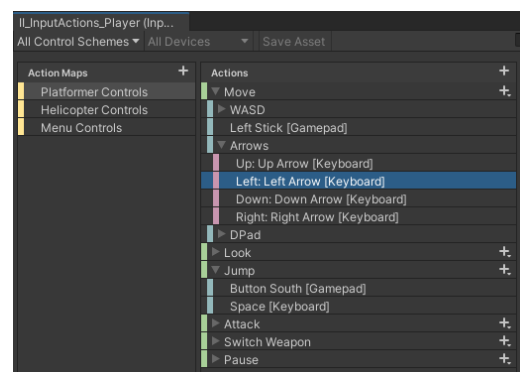 II_InputActions_Player (Inp...
All Control Schemes All Devices Save Asset
Action Maps + Actions +
Platformer Controls
Helicopter Controls
Menu Controls
Move +
WASD
Left Stick [Gamepad]
Arrows
Up: Up Arrow [Keyboard]
Left: Left Arrow [Keyboard]
Down: Down Arrow [Keyboard]
Right: Right Arrow [Keyboard]
DPad
Look +
Jump +
Button South [Gamepad]
Space [Keyboard]
Attack +
Switch Weapon +
Pause +